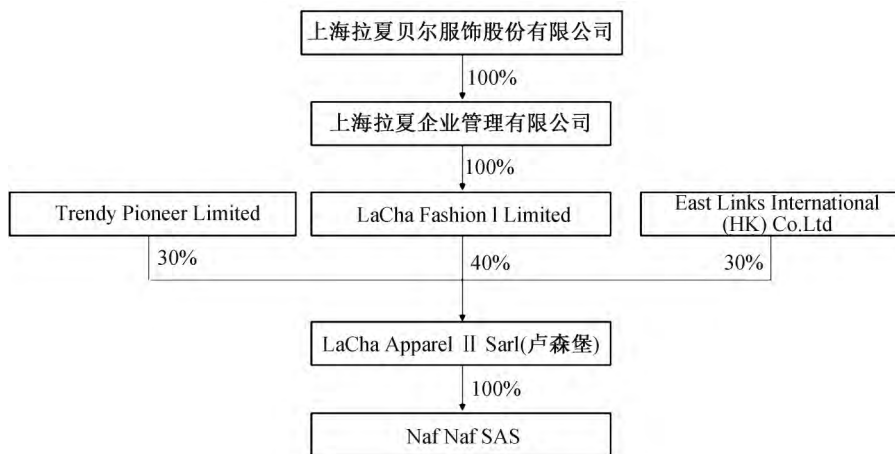 上海拉夏贝尔服饰股份有限公司
100%
上海拉夏企业管理有限公司
100%
Trendy Pioneer Limited
LaCha Fashion l Limited
East Links International
(HK) Co.Ltd
30%
40%
30%
LaCha Apparel Ⅱ Sarl(卢森堡)
100%
Naf Naf SAS